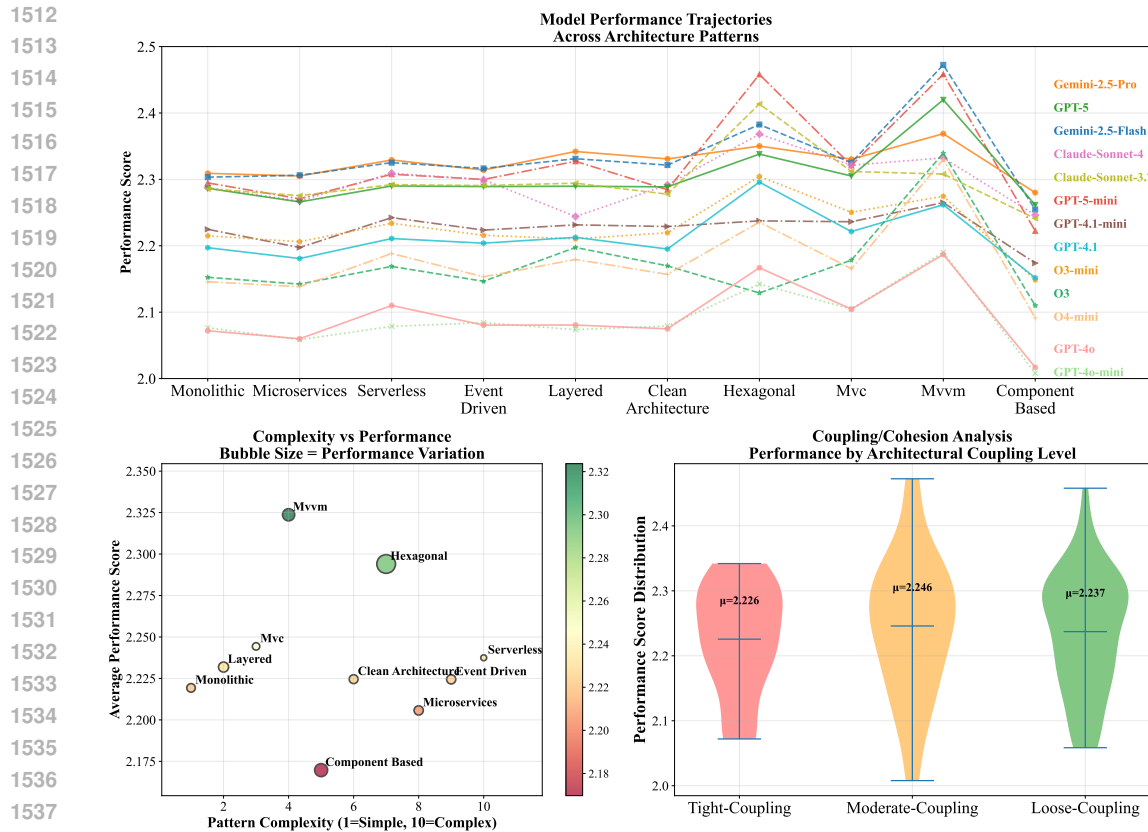 1512
1513
1514
1515
1516
1517
1518
1519
1520
1521
1522
1523
1524
1525
1526
1527
1528
1529
1530
1531
1532
1533
1534
1535
1536
1537
Model Performance Trajectories
Across Architecture Patterns
Performance Score
2.5
2.4
2.3
2.2
2.1
2.0
Monolithic
Microservices
Serverless
Event
Driven
Layered
Clean
Architecture
Hexagonal
Mvc
Mvvm
Component
Based
Gemini-2.5-Pro
GPT-5
Gemini-2.5-Flash
Claude-Sonnet-4
Claude-Sonnet-3.
GPT-5-mini
GPT-4.1-mini
GPT-4.1
O3-mini
O3
O4-mini
GPT-4o
GPT-4o-mini
Complexity vs Performance
Bubble Size = Performance Variation
Average Performance Score
2.350
2.325
2.300
2.275
2.250
2.225
2.200
2.175
Mvvm
Hexagonal
Mvc
Layered
Monolithic
Clean Architecture
Event Driven
Serverless
Microservices
Component Based
2
4
6
8
10
Pattern Complexity (1=Simple, 10=Complex)
2.32
2.30
2.28
2.26
2.24
2.22
2.20
2.18
Coupling/Cohesion Analysis
Performance by Architectural Coupling Level
Performance Score Distribution
2.4
2.3
2.2
2.1
2.0
μ=2.226
μ=2.246
μ=2.237
Tight-Coupling
Moderate-Coupling
Loose-Coupling